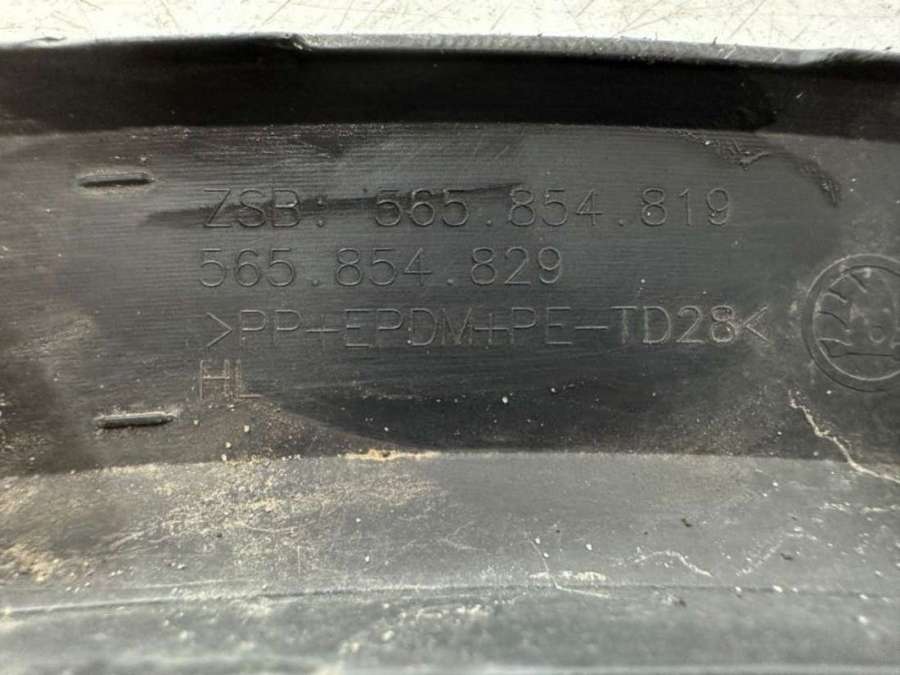 ZSB: 565.854.819
565.854.829
>PP+EPDM+PE-TD28<
HL